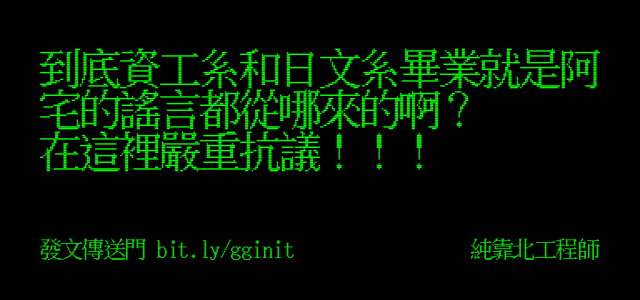 到底資工系和日文系畢業就是阿
宅的謠言都從哪來的啊？
在這裡嚴重抗議！！！
發文傳送門 bit.ly/gginit
純靠北工程師